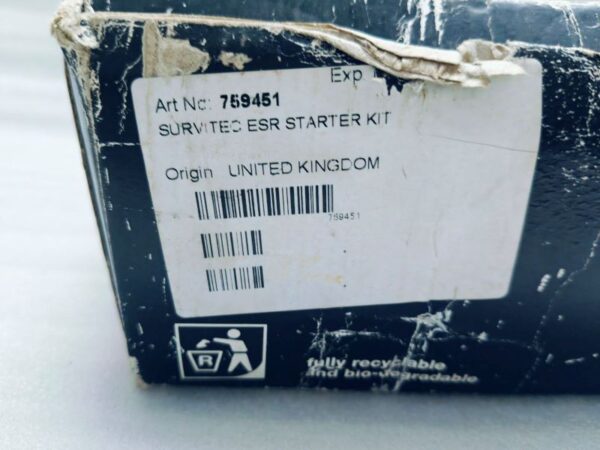 Exp
Art No: 759451
SURVITEC ESR STARTER KIT
Origin UNITED KINGDOM
759451
R
fully recyclable
and bio-degradable